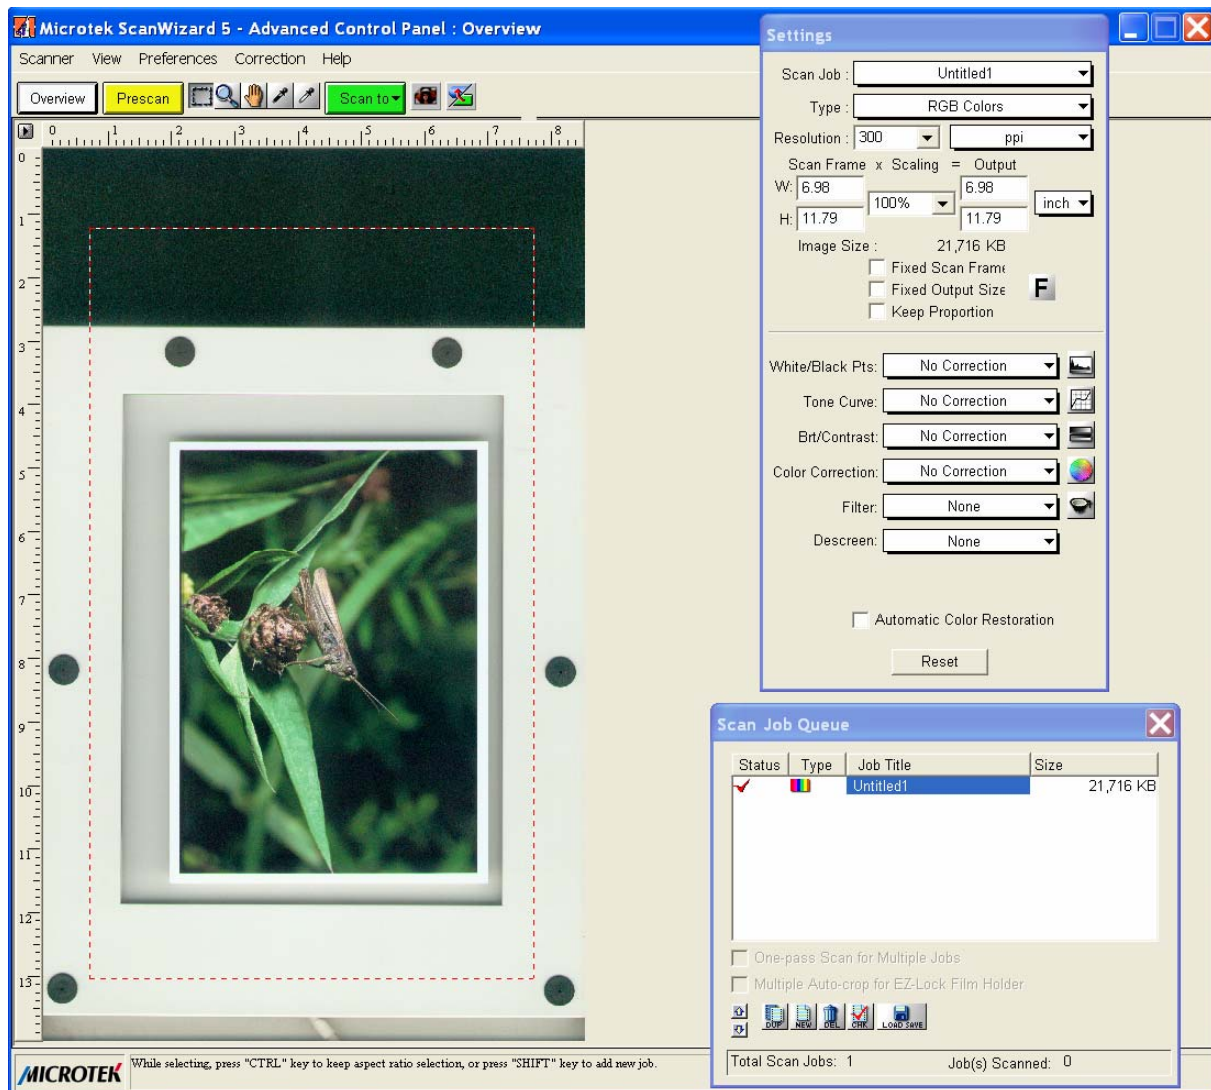 Microtek ScanWizard 5 - Advanced Control Panel : Overview
Scanner View Preferences Correction Help
Overview Prescan Scan to
0 1 2 3 4 5 6 7 8
0
1
2
3
4
5
6
7
8
9
10
11
12
13
MICROTEK
While selecting, press "CTRL" key to keep aspect ratio selection, or press "SHIFT" key to add new job.
Settings
Scan Job : Untitled1
Type : RGB Colors
Resolution : 300 ppi
Scan Frame x Scaling = Output
W: 6.98 100% 6.98 inch
H: 11.79 11.79
Image Size : 21,716 KB
Fixed Scan Frame
Fixed Output Size F
Keep Proportion
White/Black Pts: No Correction
Tone Curve: No Correction
Brt/Contrast: No Correction
Color Correction: No Correction
Filter: None
Descreen: None
Automatic Color Restoration
Reset
Scan Job Queue
Status Type Job Title Size
Untitled1 21,716 KB
One-pass Scan for Multiple Jobs
Multiple Auto-crop for EZ-Lock Film Holder
DUP NEW DEL CHK LOAD SAVE
Total Scan Jobs: 1 Job(s) Scanned: 0